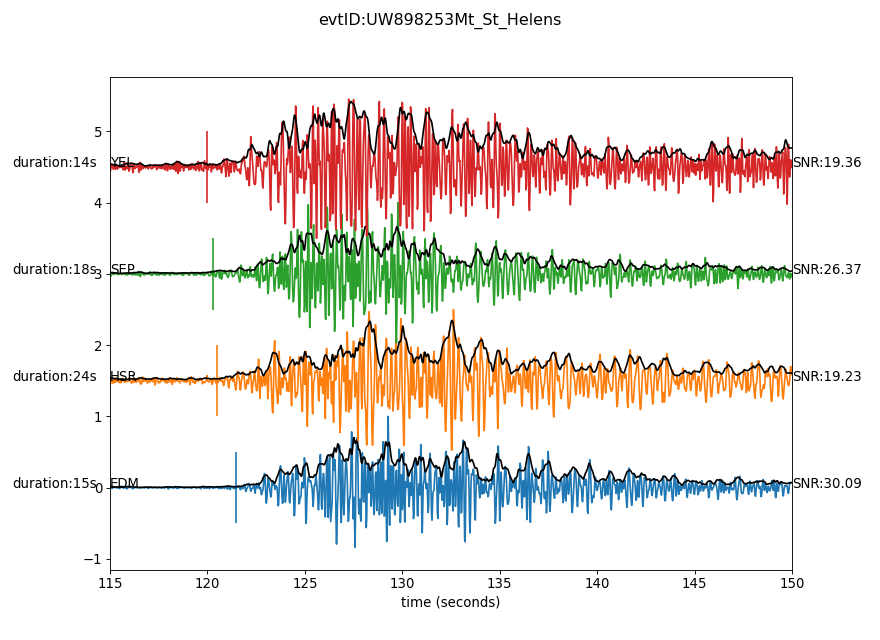 evtID:UW898253Mt_St_Helens
5
duration:14s YEL SNR:19.36
4
duration:18s 3 SEP SNR:26.37
2
duration:24s HSR SNR:19.23
1
duration:15s 0 EDM SNR:30.09
−1
115 120 125 130 135 140 145 150
time (seconds)